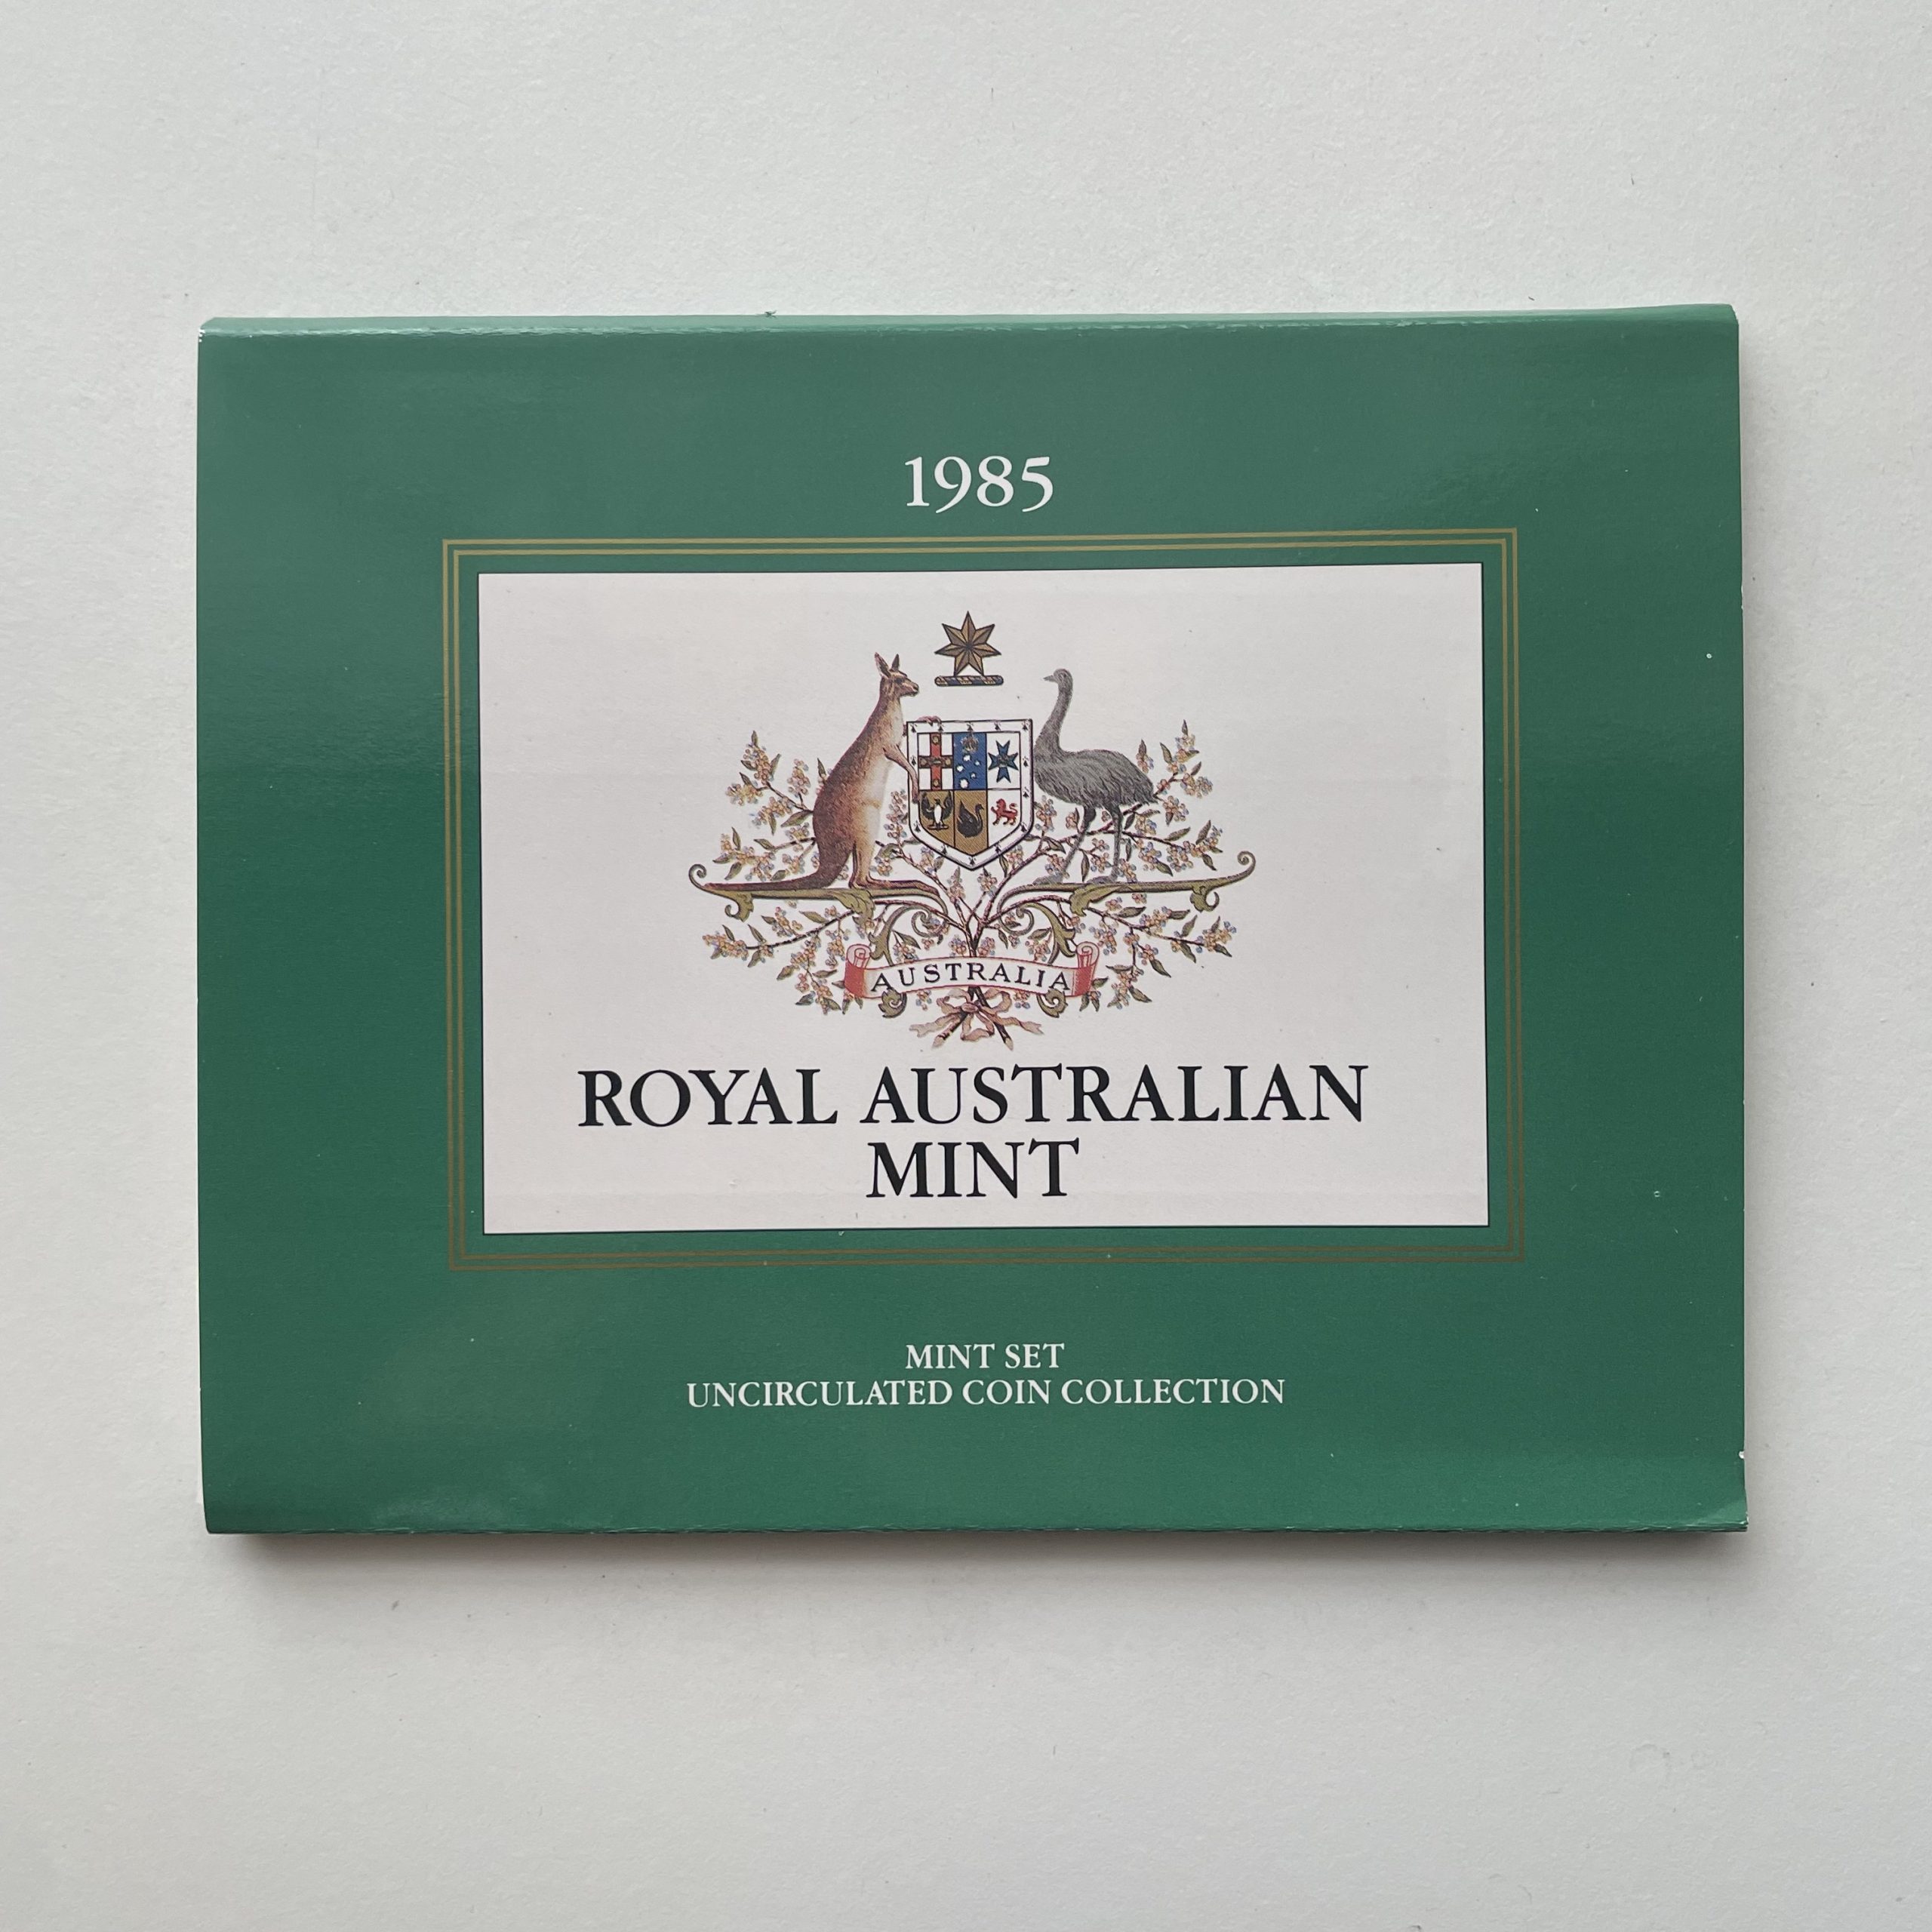 1985
AUSTRALIA
ROYAL AUSTRALIAN
MINT
MINT SET
UNCIRCULATED COIN COLLECTION